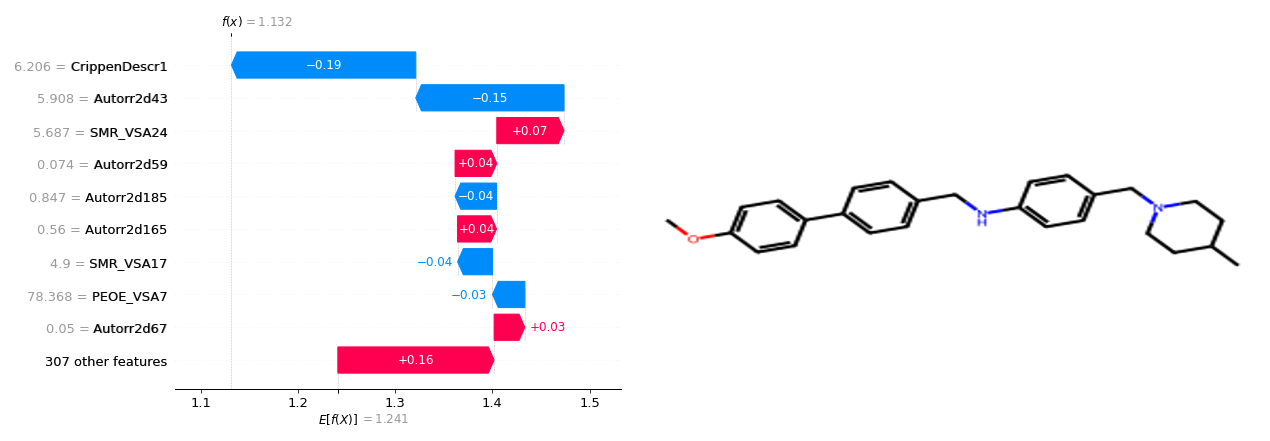 f(x) = 1.132
6.206 = CrippenDescr1 −0.19
5.908 = Autorr2d43 −0.15
5.687 = SMR_VSA24 +0.07
0.074 = Autorr2d59 +0.04
0.847 = Autorr2d185 −0.04
0.56 = Autorr2d165 +0.04
4.9 = SMR_VSA17 −0.04
78.368 = PEOE_VSA7 −0.03
0.05 = Autorr2d67 +0.03
307 other features +0.16
1.1 1.2 1.3 1.4 1.5
E[f(X)] = 1.241
O
N
H
N